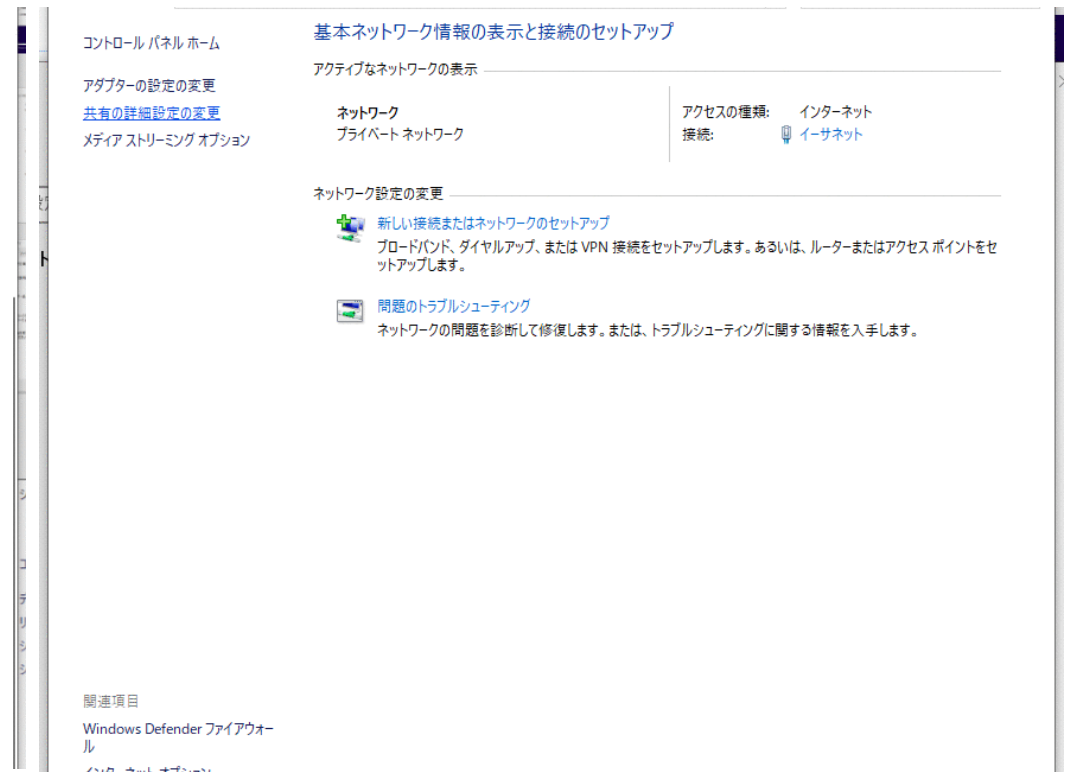 コントロール パネル ホーム
アダプターの設定の変更
共有の詳細設定の変更
メディア ストリーミング オプション
基本ネットワーク情報の表示と接続のセットアップ
アクティブなネットワークの表示
ネットワーク
プライベート ネットワーク
アクセスの種類: インターネット
接続: イーサネット
ネットワーク設定の変更
新しい接続またはネットワークのセットアップ
ブロードバンド、ダイヤルアップ、または VPN 接続をセットアップします。あるいは、ルーターまたはアクセス ポイントをセ
ットアップします。
問題のトラブルシューティング
ネットワークの問題を診断して修復します。または、トラブルシューティングに関する情報を入手します。
関連項目
Windows Defender ファイアウォー
ル
インターネット オプション